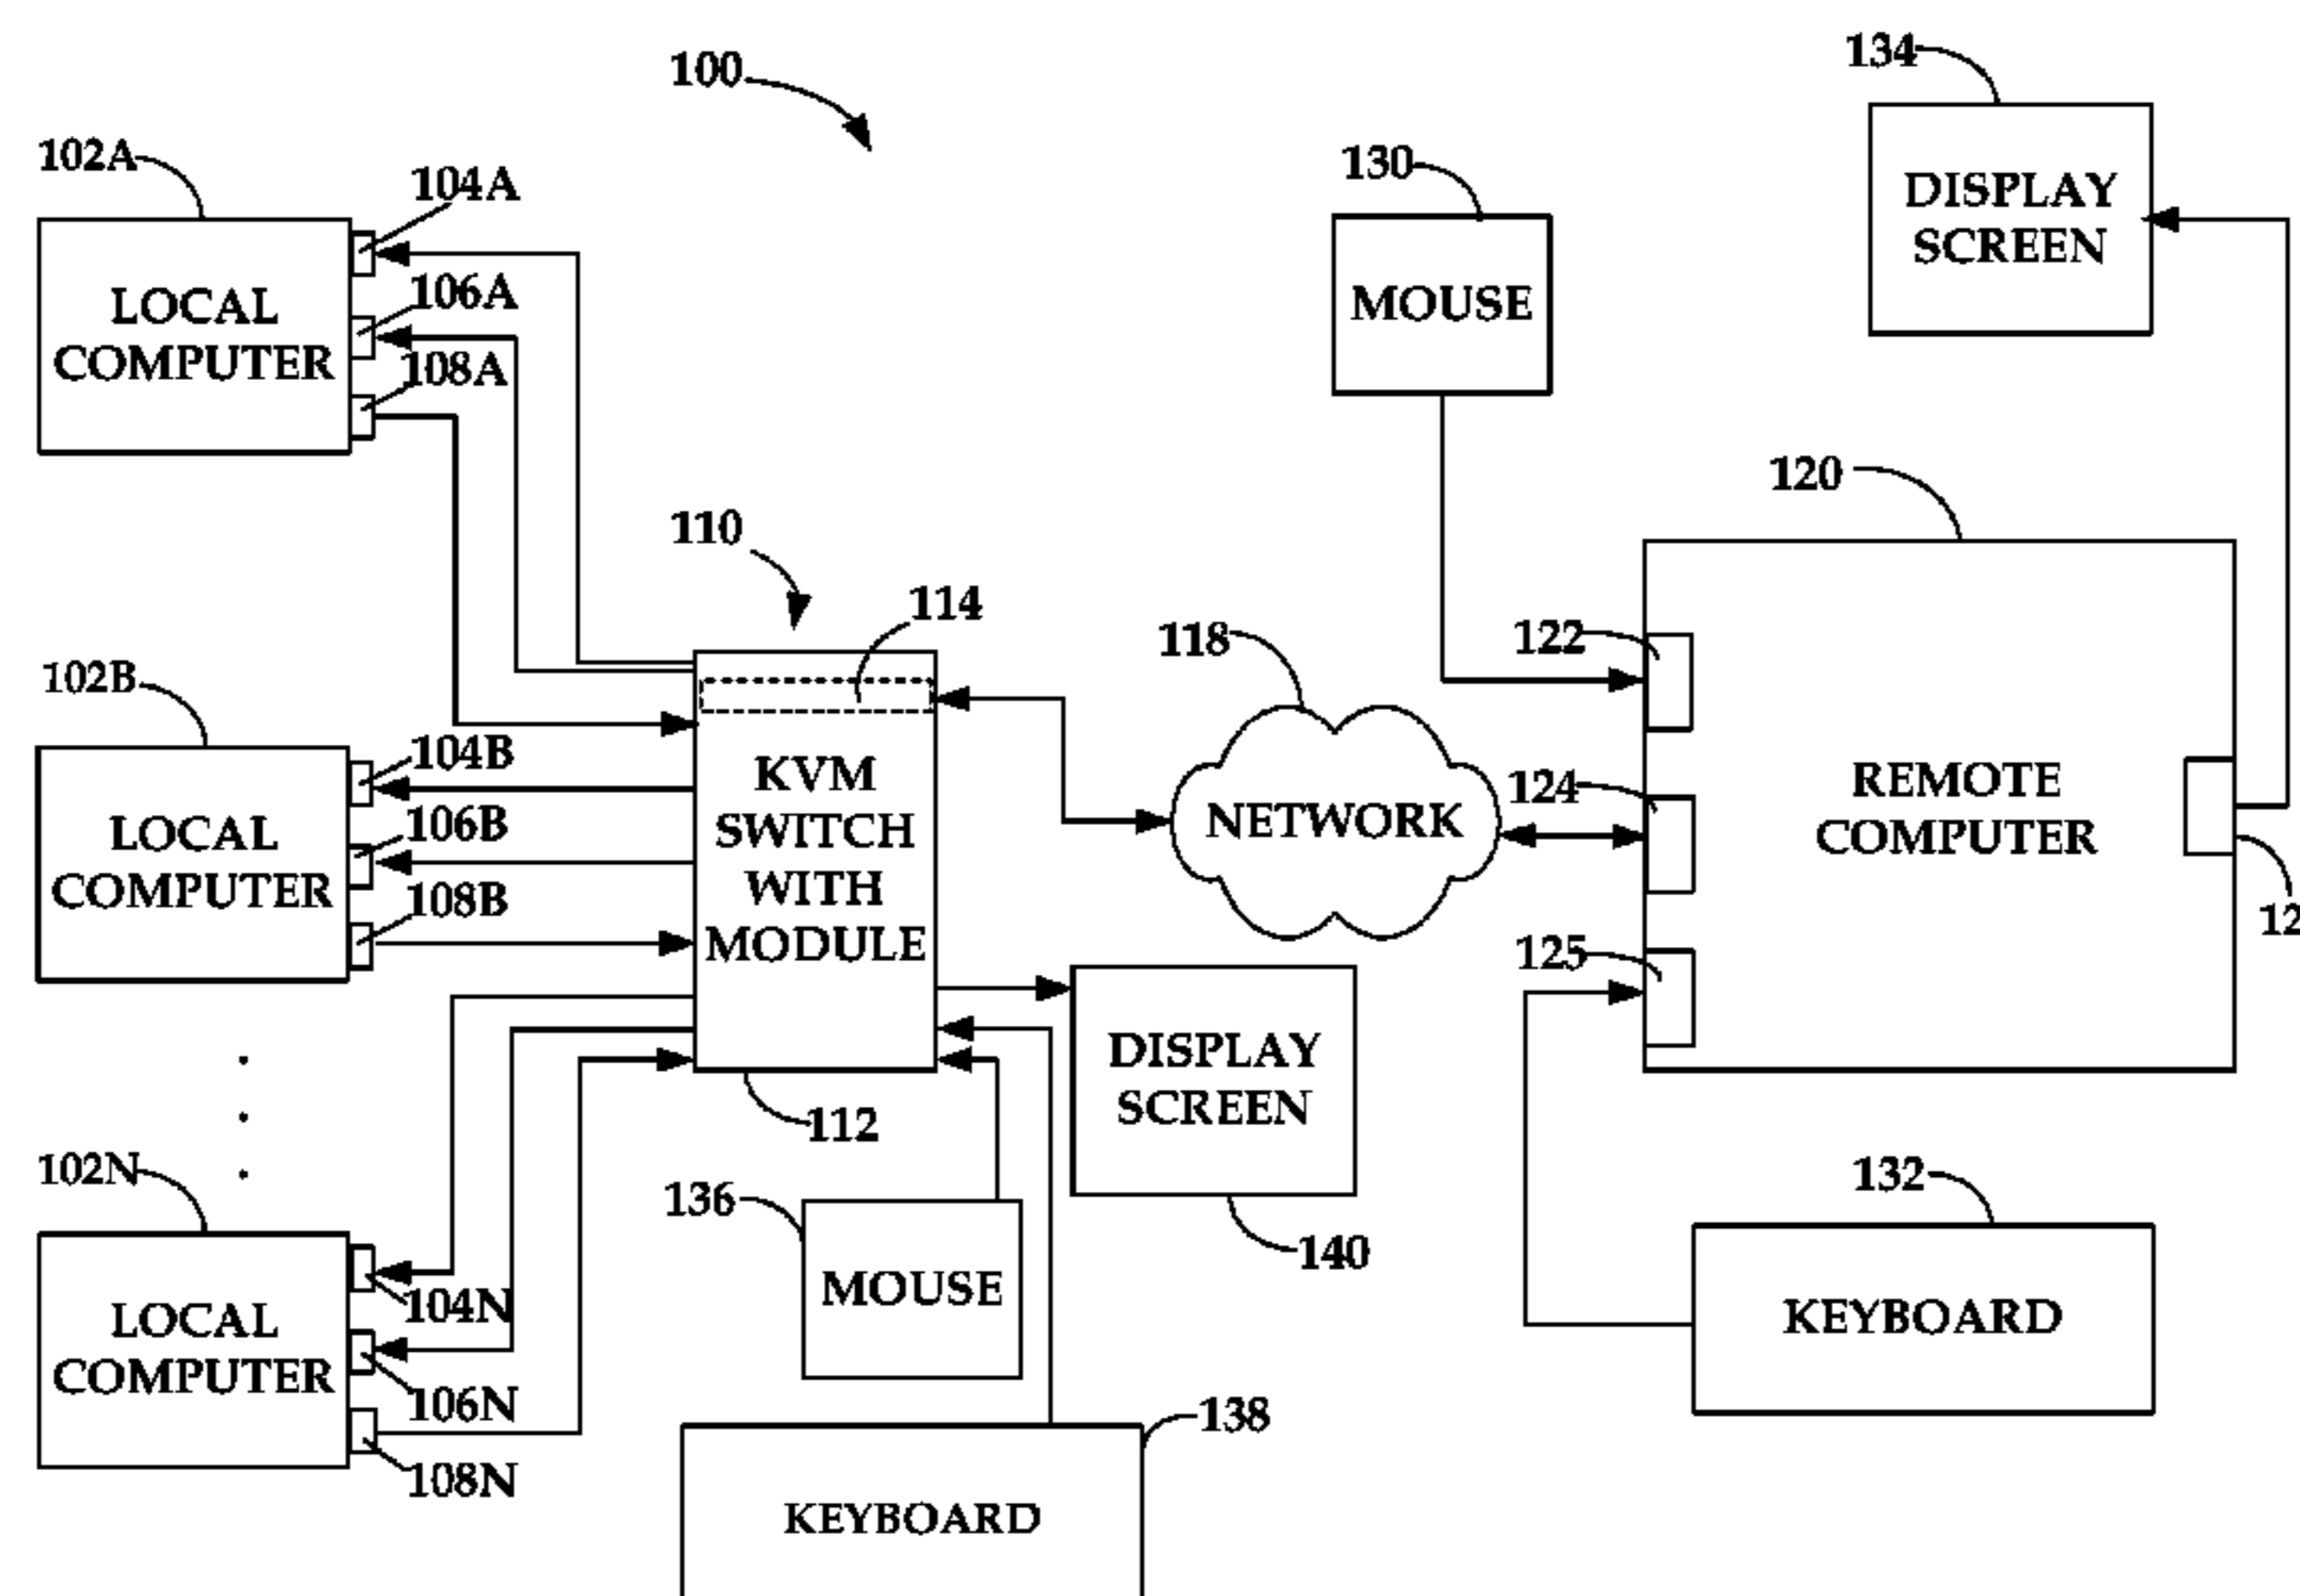 100
134
DISPLAY
SCREEN
130
MOUSE
102A
104A
106A
108A
LOCAL
COMPUTER
120
110
114
118
122
102B
104B
106B
108B
LOCAL
COMPUTER
KVM
SWITCH
WITH
MODULE
NETWORK
124
REMOTE
COMPUTER
12
125
DISPLAY
SCREEN
112
140
102N
LOCAL
COMPUTER
104N
106N
108N
136
MOUSE
132
KEYBOARD
138
KEYBOARD